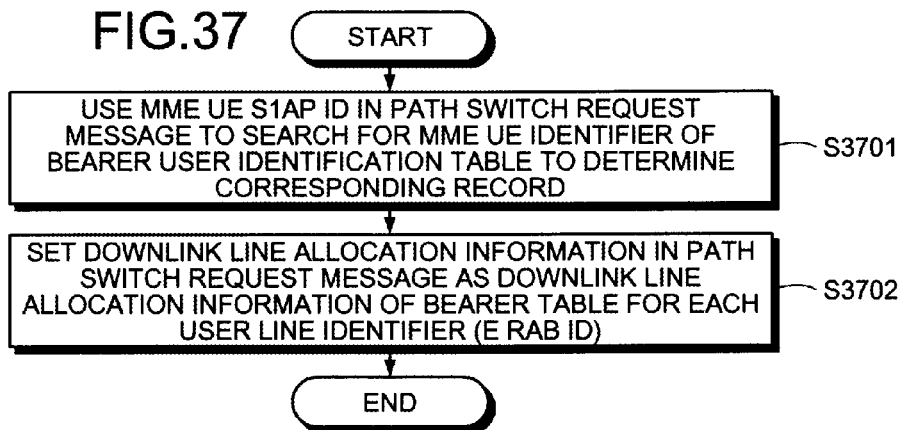 FIG.37
START
USE MME UE S1AP ID IN PATH SWITCH REQUEST
MESSAGE TO SEARCH FOR MME UE IDENTIFIER OF
BEARER USER IDENTIFICATION TABLE TO DETERMINE
CORRESPONDING RECORD
S3701
SET DOWNLINK LINE ALLOCATION INFORMATION IN PATH
SWITCH REQUEST MESSAGE AS DOWNLINK LINE
ALLOCATION INFORMATION OF BEARER TABLE FOR EACH
USER LINE IDENTIFIER (E RAB ID)
S3702
END